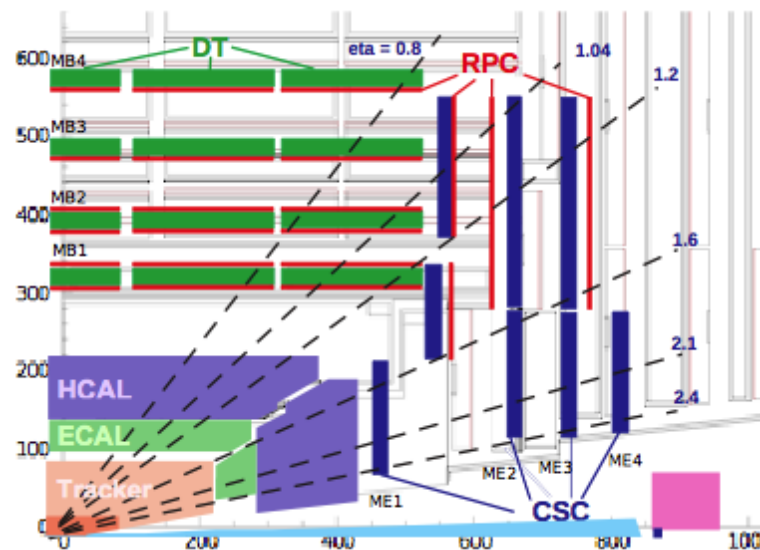 DT
eta = 0.8
1.04
RPC
1.2
600
MB4
500
MB3
400
MB2
MB1
300
1.6
200
2.1
HCAL
2.4
100
ECAL
Tracker
ME1
ME2
ME3
ME4
CSC
0
0
200
400
600
800